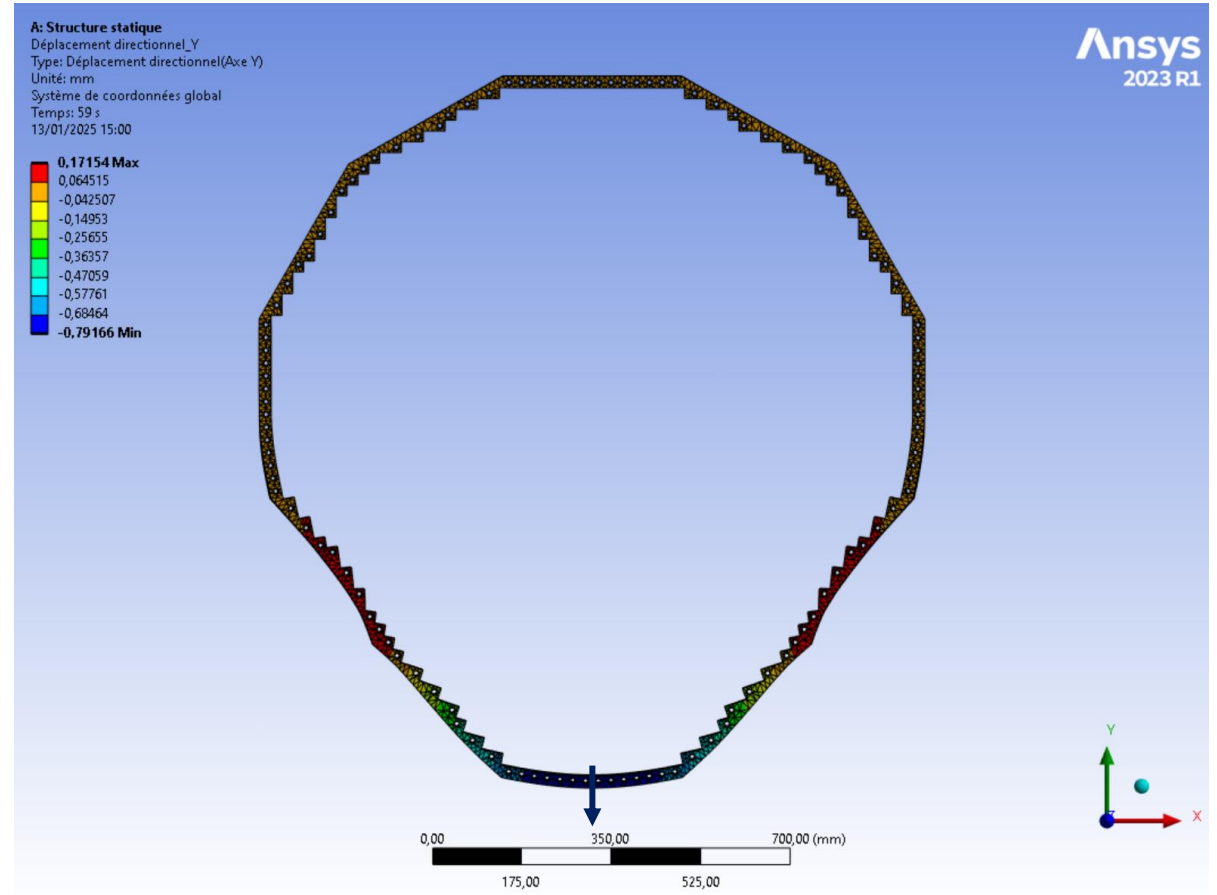 A: Structure statique
Déplacement directionnel_Y
Type: Déplacement directionnel(Axe Y)
Unité: mm
Système de coordonnées global
Temps: 59 s
13/01/2025 15:00
0,17154 Max
0,064515
-0,042507
-0,14953
-0,25655
-0,36357
-0,47059
-0,57761
-0,68464
-0,79166 Min
Ansys
2023 R1
Y
X
0,00
350,00
700,00 (mm)
175,00
525,00